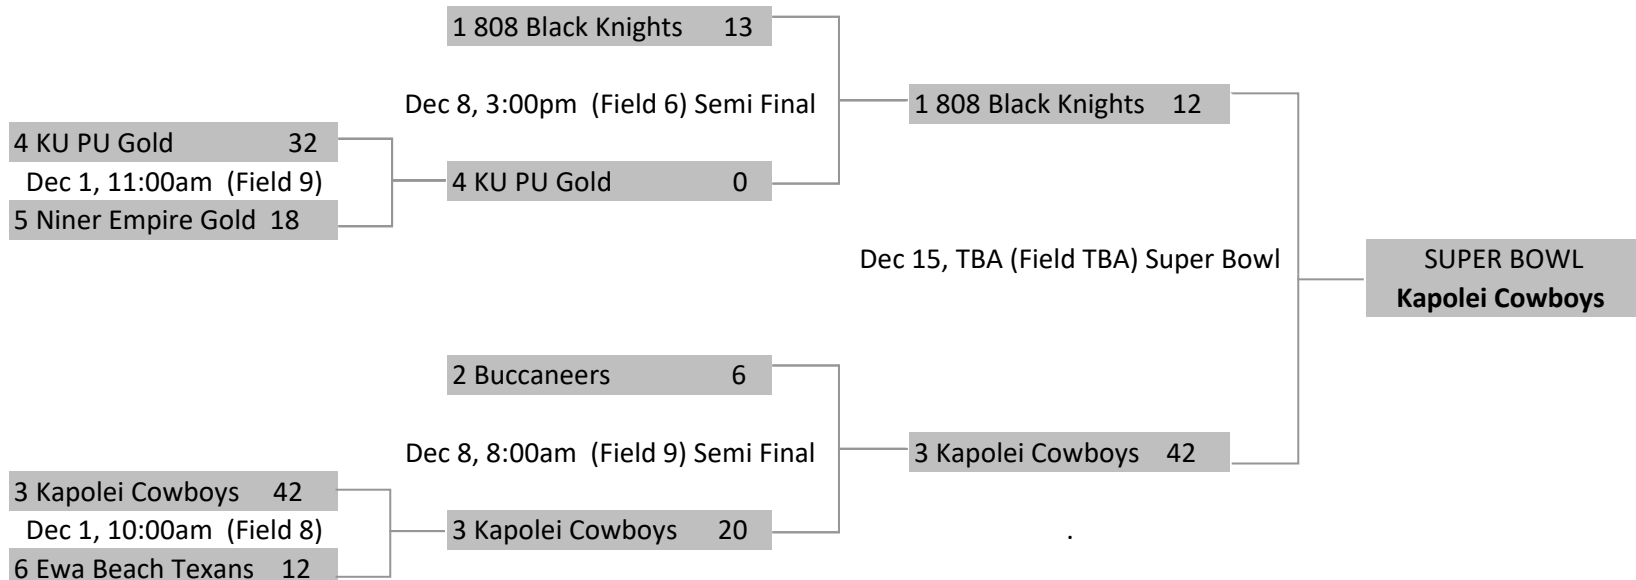 1 808 Black Knights 13
Dec 8, 3:00pm (Field 6) Semi Final
1 808 Black Knights 12
4 KU PU Gold 32
Dec 1, 11:00am (Field 9)
4 KU PU Gold 0
5 Niner Empire Gold 18
Dec 15, TBA (Field TBA) Super Bowl
SUPER BOWL
Kapolei Cowboys
2 Buccaneers 6
Dec 8, 8:00am (Field 9) Semi Final
3 Kapolei Cowboys 42
3 Kapolei Cowboys 42
Dec 1, 10:00am (Field 8)
3 Kapolei Cowboys 20
.
6 Ewa Beach Texans 12